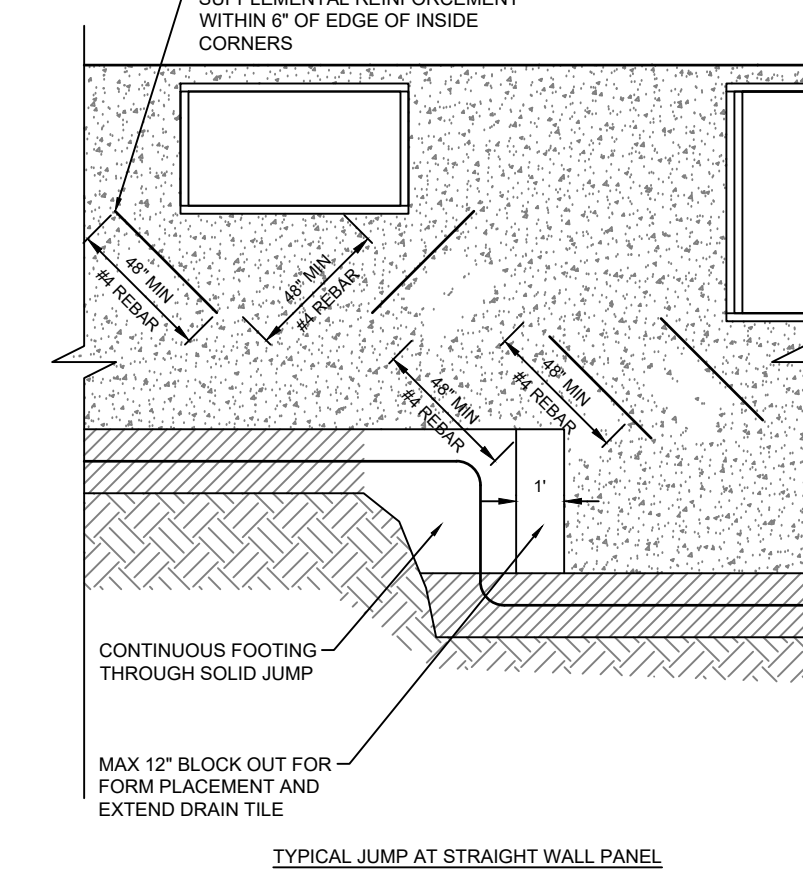 SUPPLEMENTAL REINFORCEMENT
WITHIN 6" OF EDGE OF INSIDE
CORNERS
48" MIN
#4 REBAR
48" MIN
#4 REBAR
48" MIN
#4 REBAR
48" MIN
#4 REBAR
1'
CONTINUOUS FOOTING
THROUGH SOLID JUMP
MAX 12" BLOCK OUT FOR
FORM PLACEMENT AND
EXTEND DRAIN TILE
TYPICAL JUMP AT STRAIGHT WALL PANEL